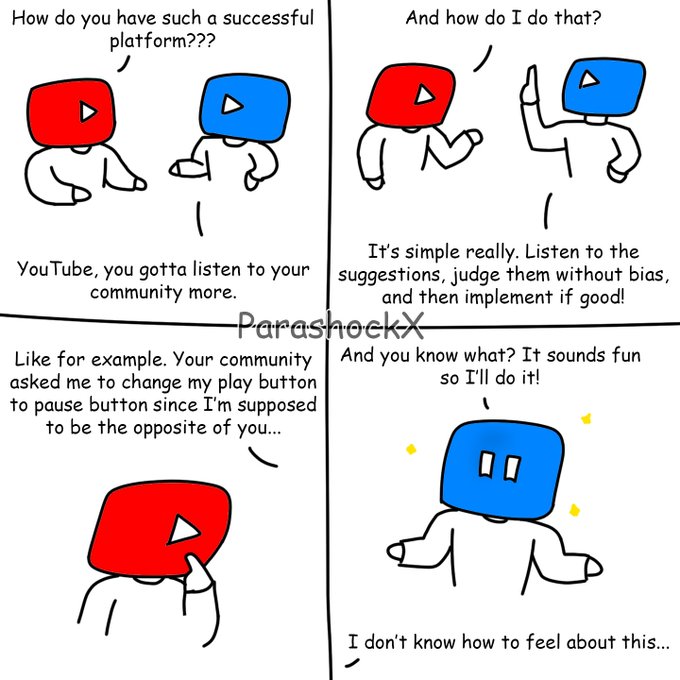 How do you have such a successful
platform???
YouTube, you gotta listen to your
community more.
And how do I do that?
It's simple really. Listen to the
suggestions, judge them without bias,
and then implement if good!
ParashockX
Like for example. Your community
asked me to change my play button
to pause button since I'm supposed
to be the opposite of you...
And you know what? It sounds fun
so I'll do it!
I don't know how to feel about this...